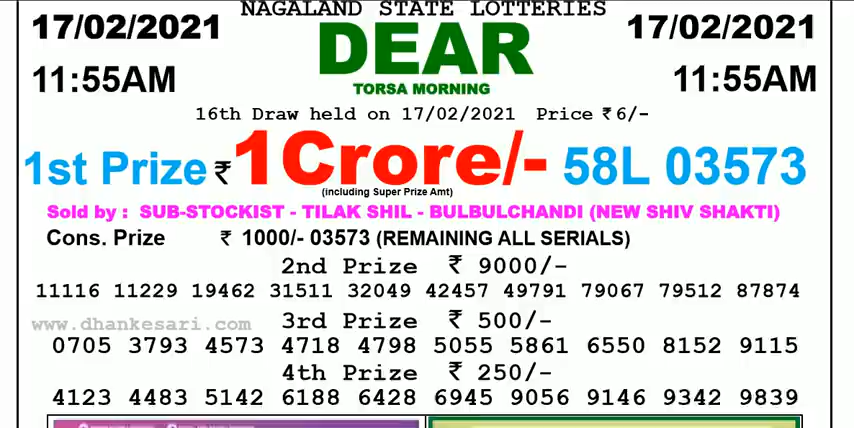 NAGALAND STATE LOTTERIES
17/02/2021 DEAR 17/02/2021
11:55AM TORSA MORNING 11:55AM
16th Draw held on 17/02/2021 Price ₹ 6/-
1st Prize ₹ 1Crore/- 58L 03573
(including Super Prize Amt)
Sold by : SUB-STOCKIST - TILAK SHIL - BULBULCHANDI (NEW SHIV SHAKTI)
Cons. Prize ₹ 1000/- 03573 (REMAINING ALL SERIALS)
2nd Prize ₹ 9000/-
11116 11229 19462 31511 32049 42457 49791 79067 79512 87874
www.dhankesari.com 3rd Prize ₹ 500/-
0705 3793 4573 4718 4798 5055 5861 6550 8152 9115
4th Prize ₹ 250/-
4123 4483 5142 6188 6428 6945 9056 9146 9342 9839